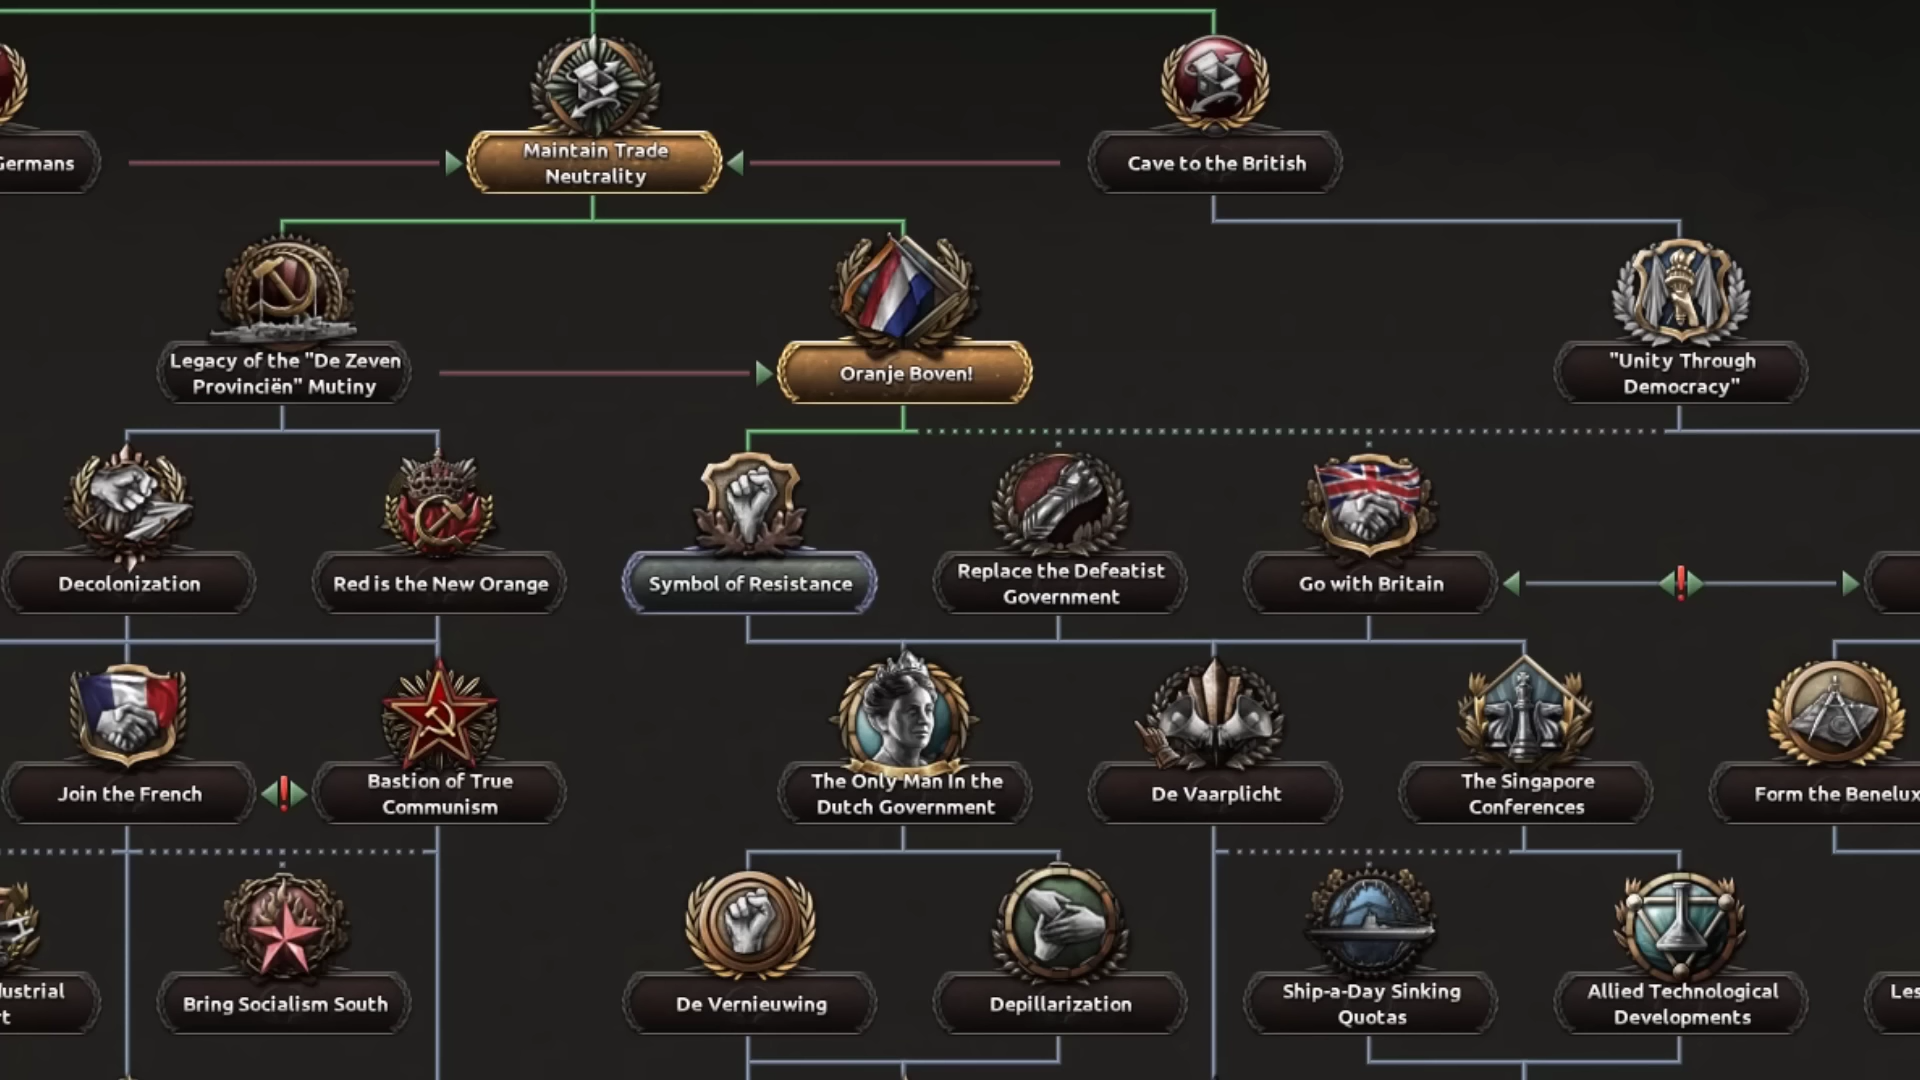 Germans
Maintain Trade
Neutrality
Cave to the British
Legacy of the "De Zeven
Provinciën" Mutiny
Oranje Boven!
"Unity Through
Democracy"
Decolonization
Red is the New Orange
Symbol of Resistance
Replace the Defeatist
Government
Go with Britain
Join the French
Bastion of True
Communism
The Only Man In the
Dutch Government
De Vaarplicht
The Singapore
Conferences
Form the Benelux
Bring Socialism South
De Vernieuwing
Depillarization
Ship-a-Day Sinking
Quotas
Allied Technological
Developments